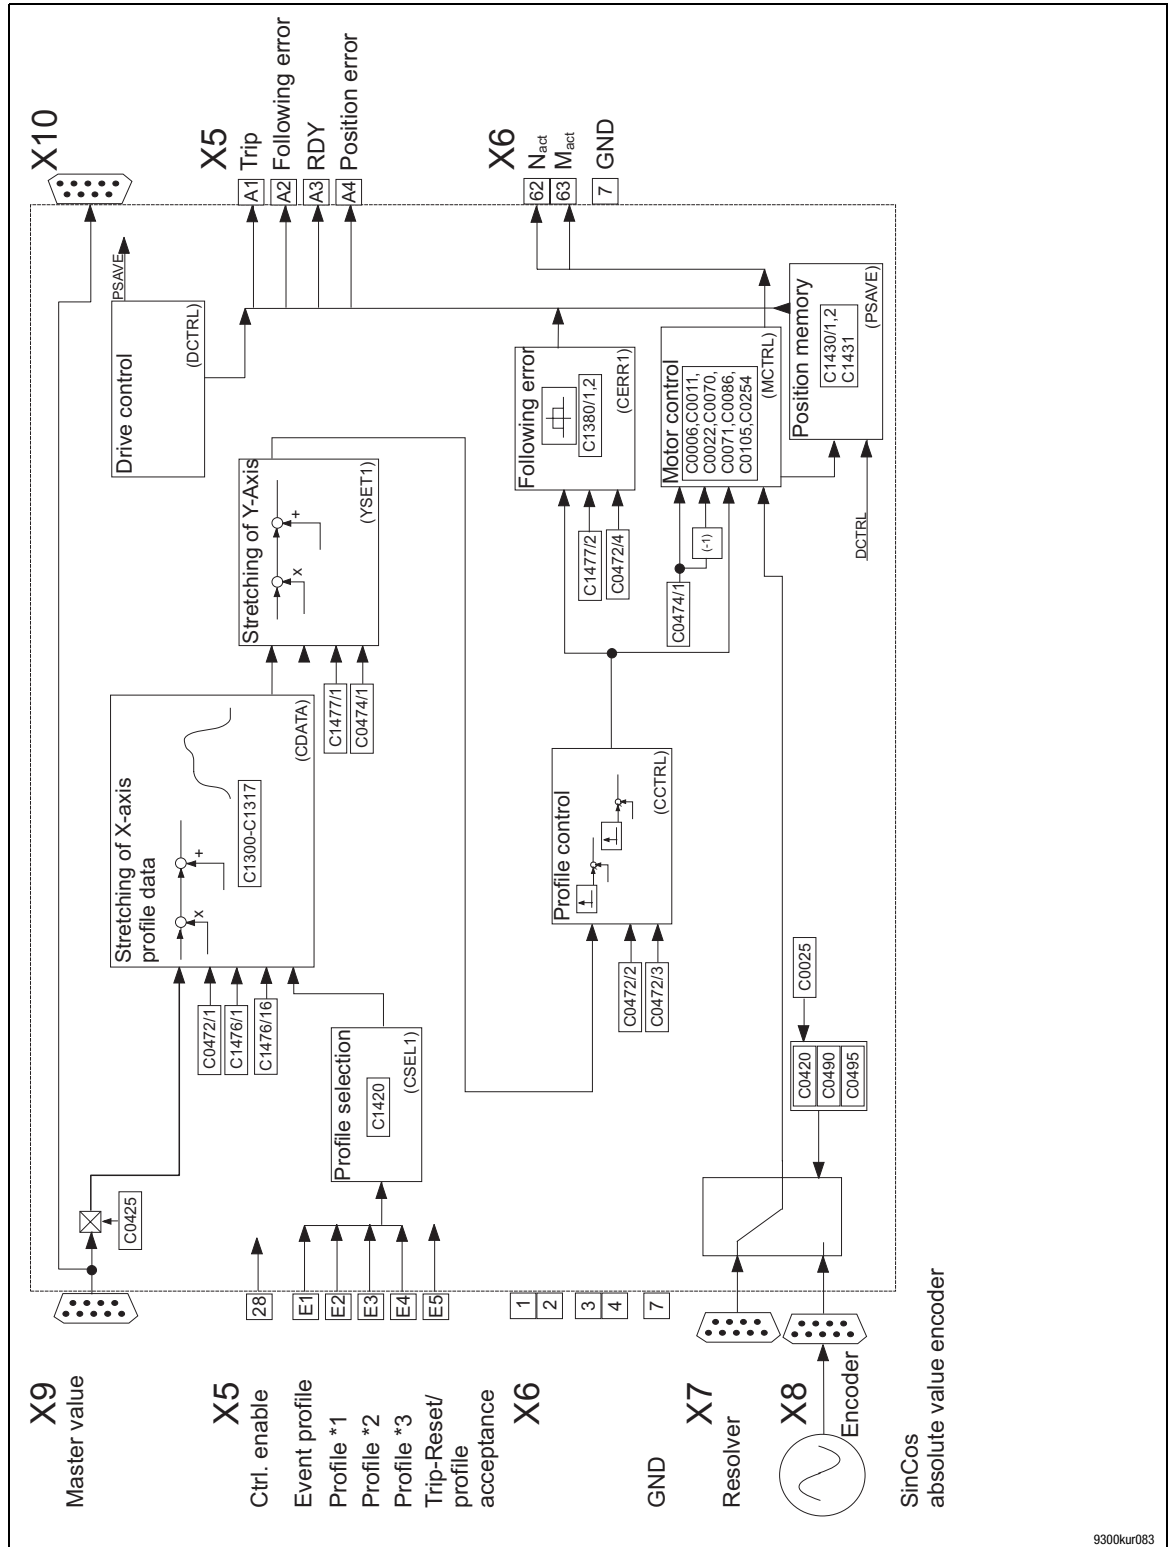 X9
Master value
C0425
X10
X5
Ctrl. enable
28
Event profile
E1
Profile *1
E2
Profile *2
E3
Profile *3
E4
Trip-Reset/
profile
acceptance
E5
Profile selection
C1420
(CSEL1)
C0472/1
C1476/1
C1476/16
Stretching of X-axis
profile data
x
+
C1300-C1317
(CDATA)
C1477/1
C0474/1
Stretching of Y-Axis
x
+
(YSET1)
Drive control
(DCTRL)
PSAVE
X5
A1
Trip
A2
Following error
A3
RDY
A4
Position error
X6
1
2
3
4
7
GND
C0472/2
C0472/3
Profile control
(CCTRL)
C1477/2
C0472/4
Following error
C1380/1,2
(CERR1)
C0474/1
(-1)
Motor control
C0006,C0011,
C0022,C0070,
C0071,C0086,
C0105,C0254
(MCTRL)
DCTRL
Position memory
C1430/1,2
C1431
(PSAVE)
X6
62
Nact
63
Mact
7
GND
X7
Resolver
X8
Encoder
SinCos
absolute value encoder
C0420
C0490
C0495
C0025
9300kur083